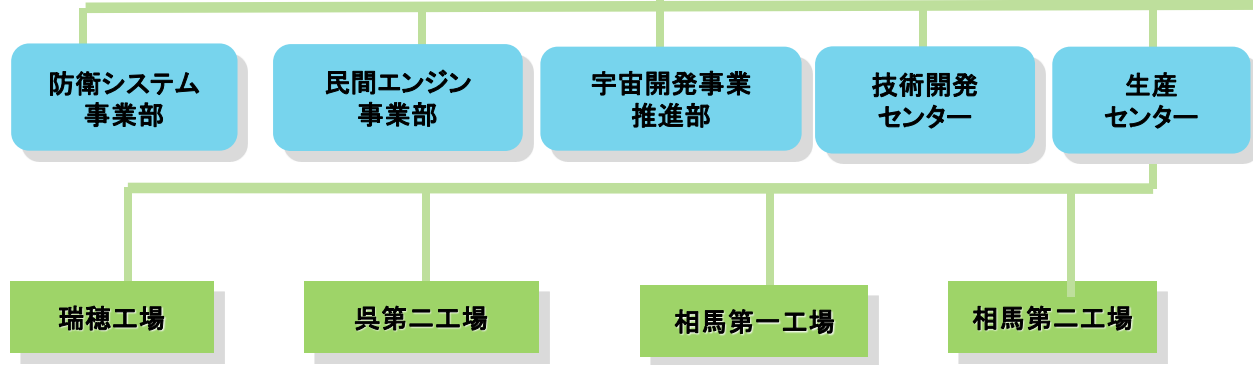 防衛システム
事業部
民間エンジン
事業部
宇宙開発事業
推進部
技術開発
センター
生産
センター
瑞穂工場
呉第二工場
相馬第一工場
相馬第二工場